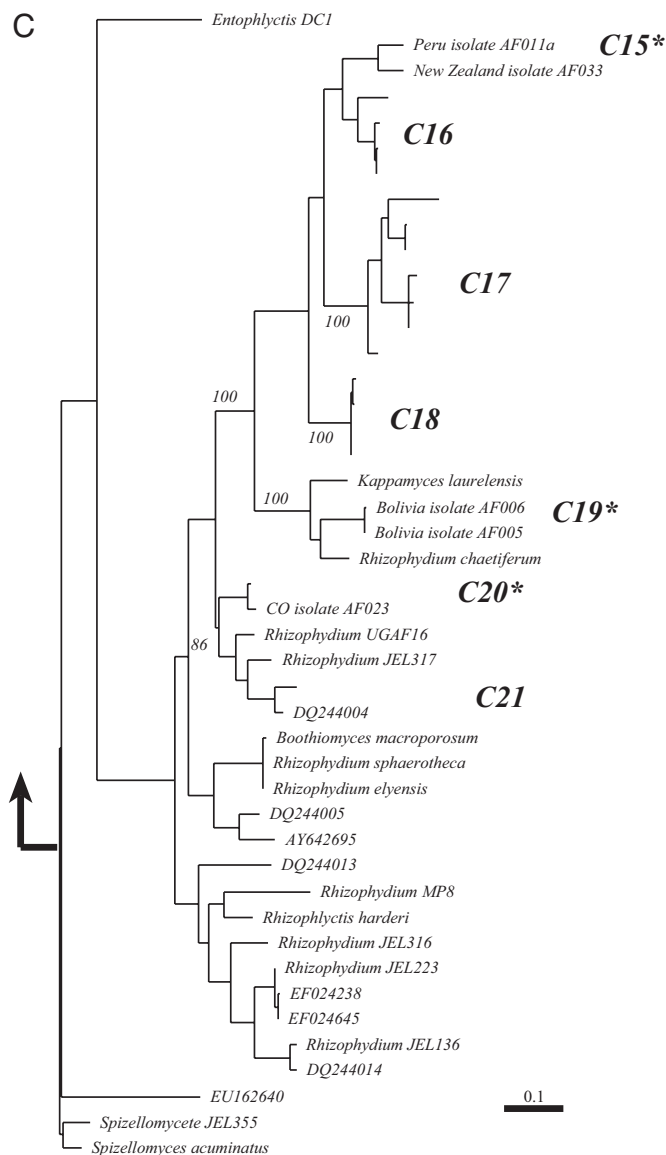 C
Entophlyctis DC1
Peru isolate AF011a
C15*
New Zealand isolate AF033
C16
C17
100
100
C18
100
100
Kappamyces laurelensis
Bolivia isolate AF006
C19*
Bolivia isolate AF005
Rhizophydium chaetiferum
C20*
CO isolate AF023
Rhizophydium UGAF16
86
Rhizophydium JEL317
C21
DQ244004
Boothiomyces macroporosum
Rhizophydium sphaerotheca
Rhizophydium elyensis
DQ244005
AY642695
DQ244013
Rhizophydium MP8
Rhizophlyctis harderi
Rhizophydium JEL316
Rhizophydium JEL223
EF024238
EF024645
Rhizophydium JEL136
DQ244014
EU162640
0.1
Spizellomycete JEL355
Spizellomyces acuminatus